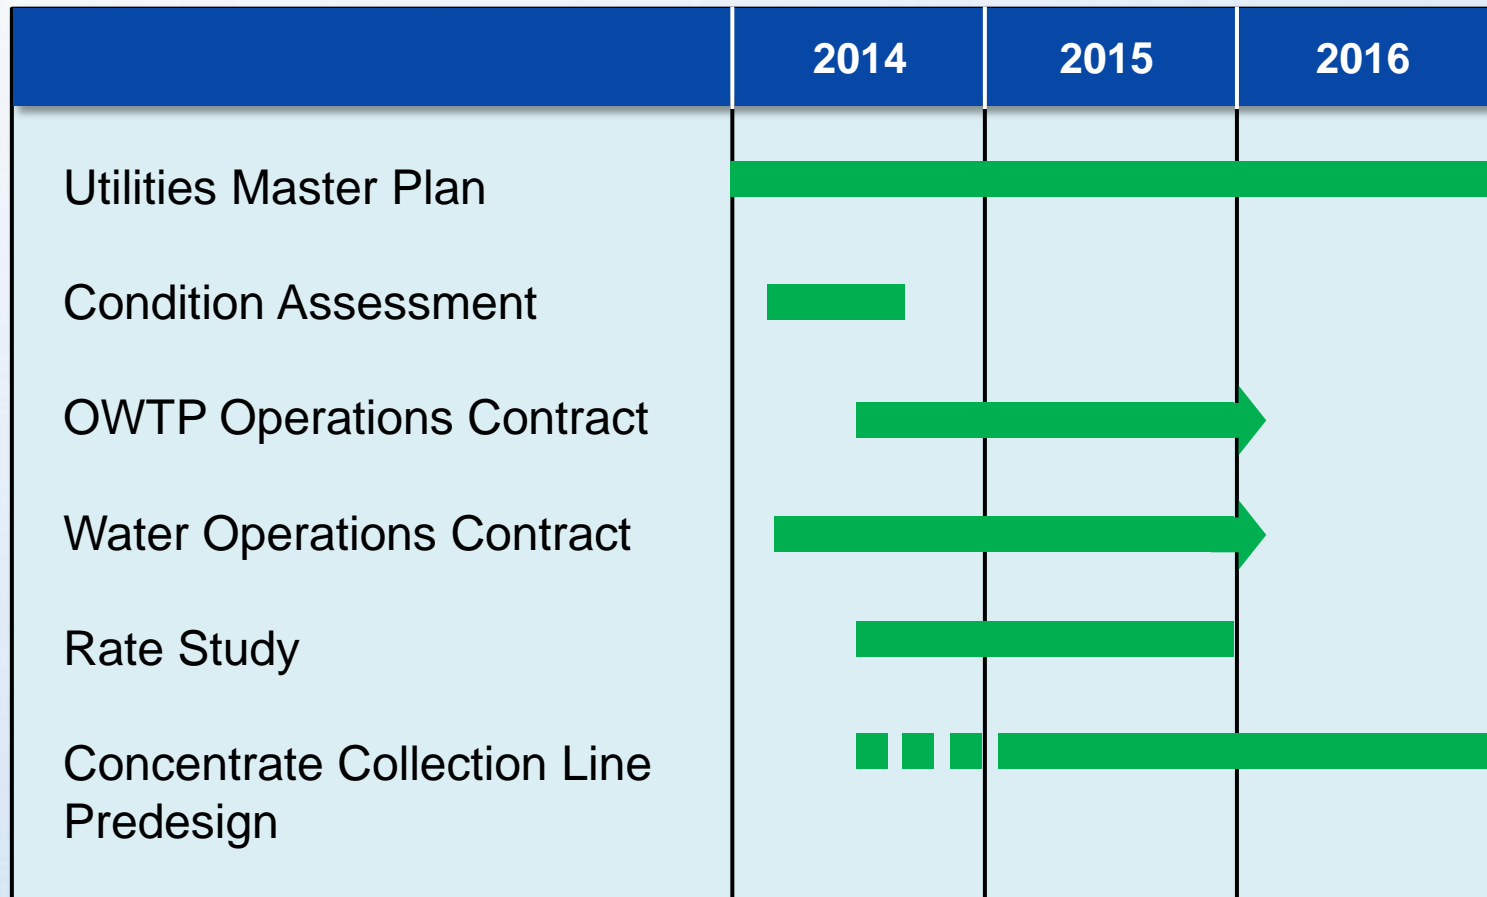 2014 2015 2016
Utilities Master Plan
Condition Assessment
OWTP Operations Contract
Water Operations Contract
Rate Study
Concentrate Collection Line
Predesign